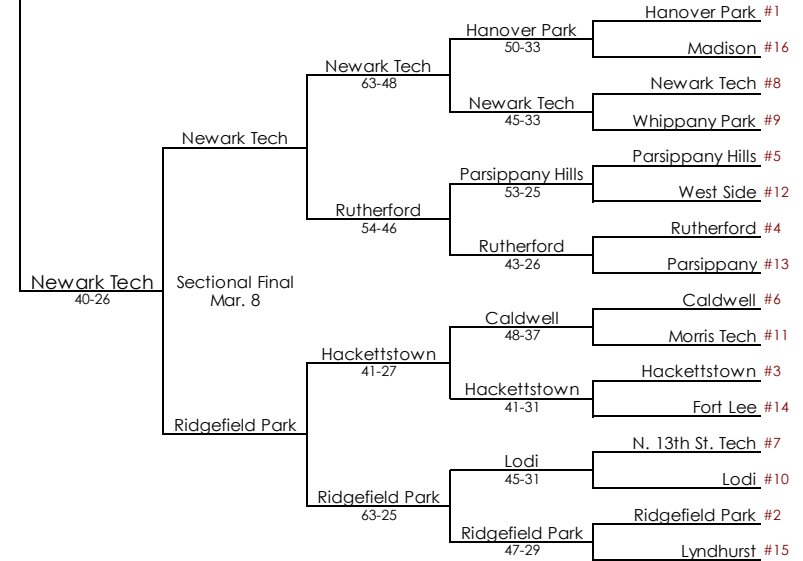 Hanover Park #1
Hanover Park
50-33
Madison #16
Newark Tech
63-48
Newark Tech #8
Newark Tech
45-33
Whippany Park #9
Newark Tech
Parsippany Hills #5
Parsippany Hills
53-25
West Side #12
Rutherford
54-46
Rutherford #4
Rutherford
43-26
Parsippany #13
Newark Tech
40-26
Sectional Final
Mar. 8
Caldwell #6
Caldwell
48-37
Morris Tech #11
Hackettstown
41-27
Hackettstown #3
Hackettstown
41-31
Fort Lee #14
Ridgefield Park
N. 13th St. Tech #7
Lodi
45-31
Lodi #10
Ridgefield Park
63-25
Ridgefield Park #2
Ridgefield Park
47-29
Lyndhurst #15